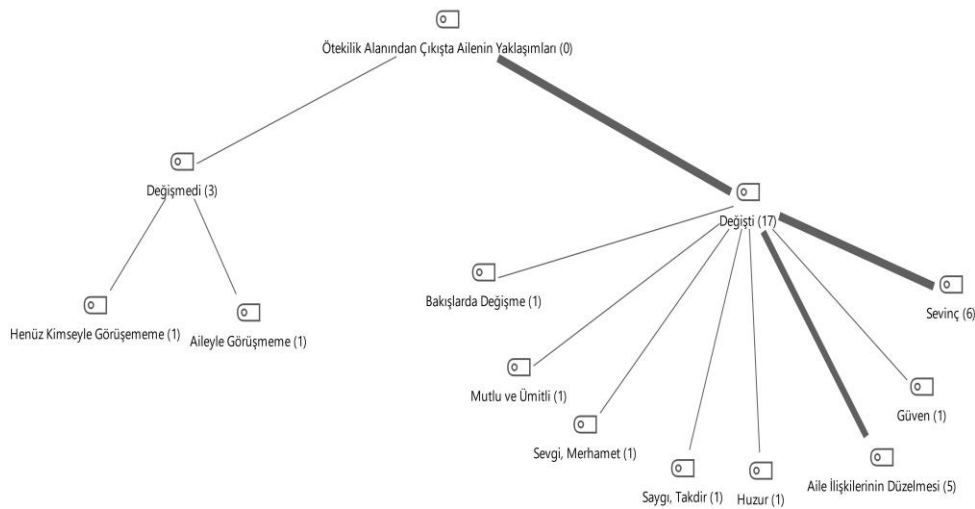 Ötekilik Alanından Çıkışta Ailenin Yaklaşımları (0)
Değişmedi (3)
Değişti (17)
Bakışlarda Değişme (1)
Henüz Kimseyle Görüşememe (1)
Aileyle Görüşmeme (1)
Sevinç (6)
Mutlu ve Ümitli (1)
Güven (1)
Sevgi, Merhamet (1)
Saygı, Takdir (1)
Huzur (1)
Aile İlişkilerinin Düzelmesi (5)